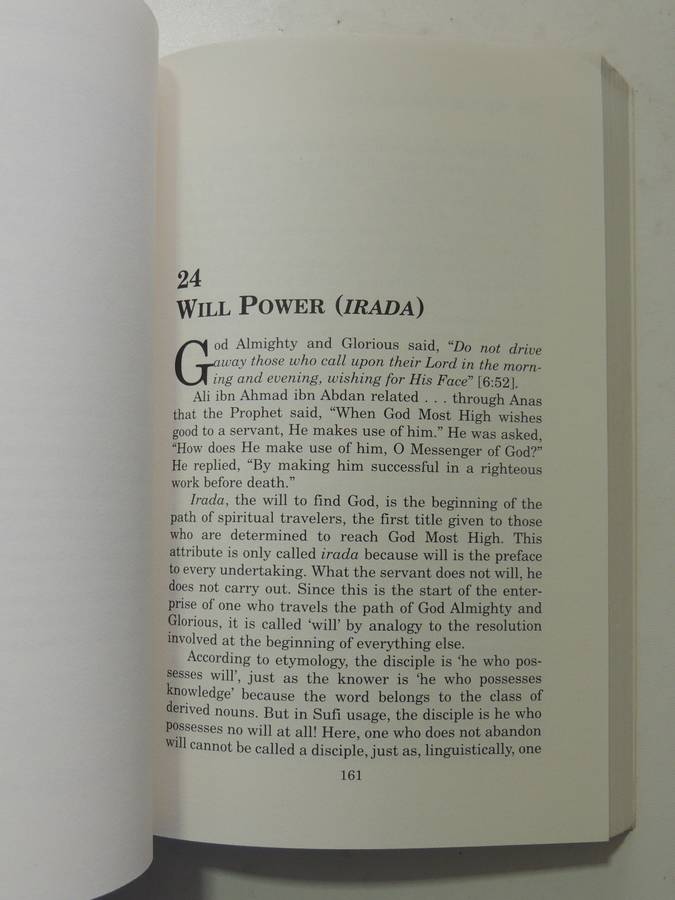 24
WILL POWER (IRADA)
God Almighty and Glorious said, “Do not drive
away those who call upon their Lord in the morn-
ing and evening, wishing for His Face” [6:52].
Ali ibn Ahmad ibn Abdan related . . . through Anas
that the Prophet said, “When God Most High wishes
good to a servant, He makes use of him.” He was asked,
“How does He make use of him, O Messenger of God?”
He replied, “By making him successful in a righteous
work before death.”
Irada, the will to find God, is the beginning of the
path of spiritual travelers, the first title given to those
who are determined to reach God Most High. This
attribute is only called irada because will is the preface
to every undertaking. What the servant does not will, he
does not carry out. Since this is the start of the enter-
prise of one who travels the path of God Almighty and
Glorious, it is called ‘will’ by analogy to the resolution
involved at the beginning of everything else.
According to etymology, the disciple is ‘he who pos-
sesses will’, just as the knower is ‘he who possesses
knowledge’ because the word belongs to the class of
derived nouns. But in Sufi usage, the disciple is he who
possesses no will at all! Here, one who does not abandon
will cannot be called a disciple, just as, linguistically, one
161